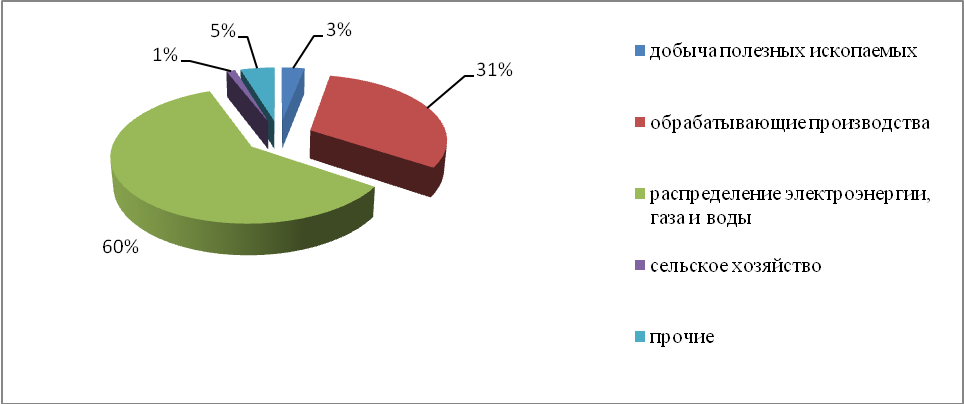 5%
3%
1%
31%
60%
добыча полезных ископаемых
обрабатывающие производства
распределение электроэнергии,
газа и воды
сельское хозяйство
прочие